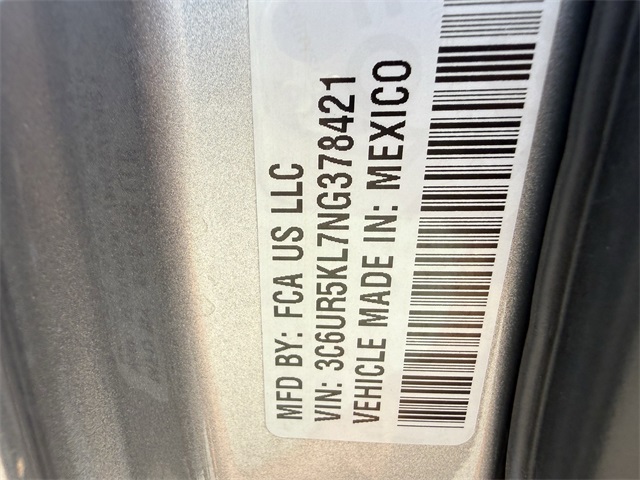 MFD BY: FCA US LLC
VIN: 3C6UR5KL7NG378421
VEHICLE MADE IN: MEXICO